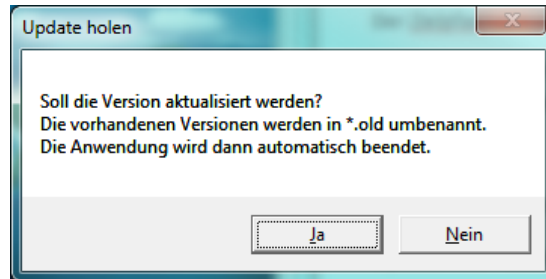 Update holen
Soll die Version aktualisiert werden?
Die vorhandenen Versionen werden in *.old umbenannt.
Die Anwendung wird dann automatisch beendet.
Ja
Nein